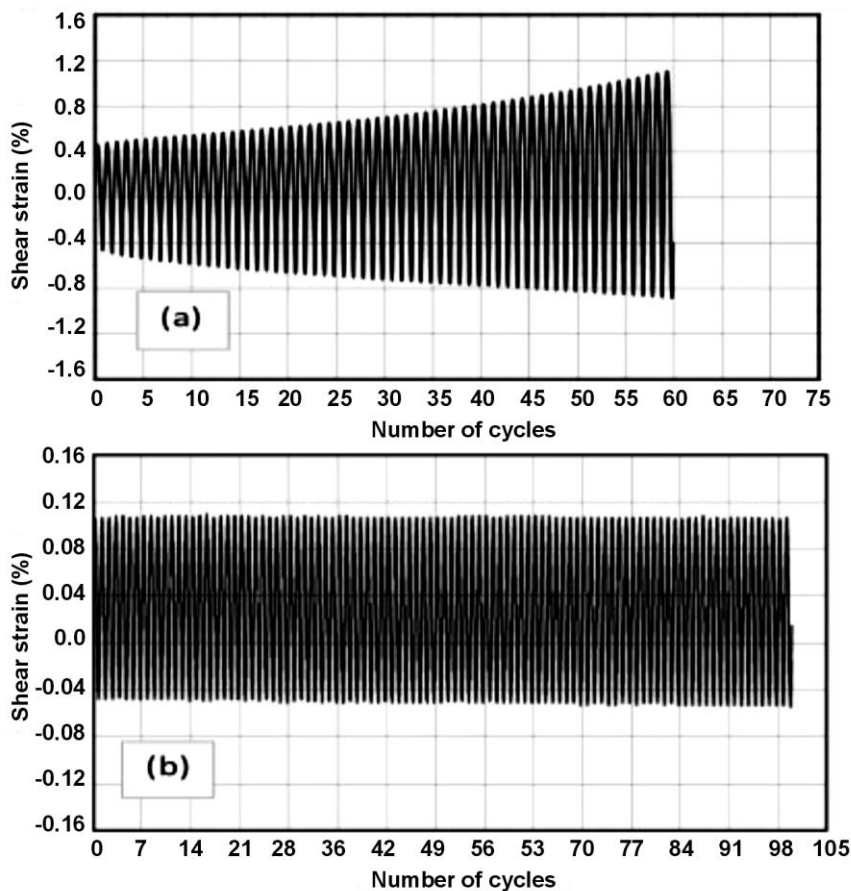 1.6
1.2
0.8
0.4
0.0
-0.4
-0.8
-1.2
-1.6
Shear strain (%)
(a)
0 5 10 15 20 25 30 35 40 45 50 55 60 65 70 75
Number of cycles
0.16
0.12
0.08
0.04
0.0
-0.04
-0.08
-0.12
-0.16
Shear strain (%)
(b)
0 7 14 21 28 36 42 49 56 53 70 77 84 91 98 105
Number of cycles